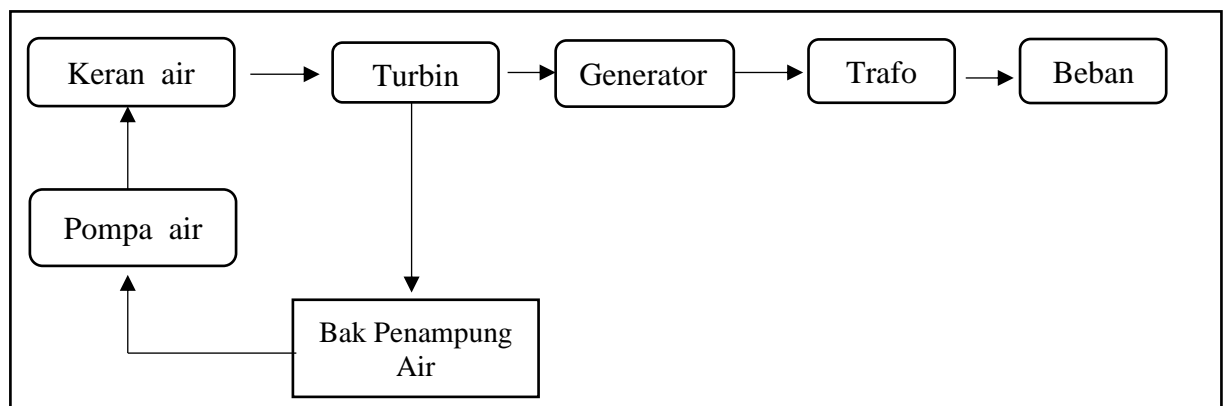 Keran air
Turbin
Generator
Trafo
Beban
Pompa air
Bak Penampung
Air